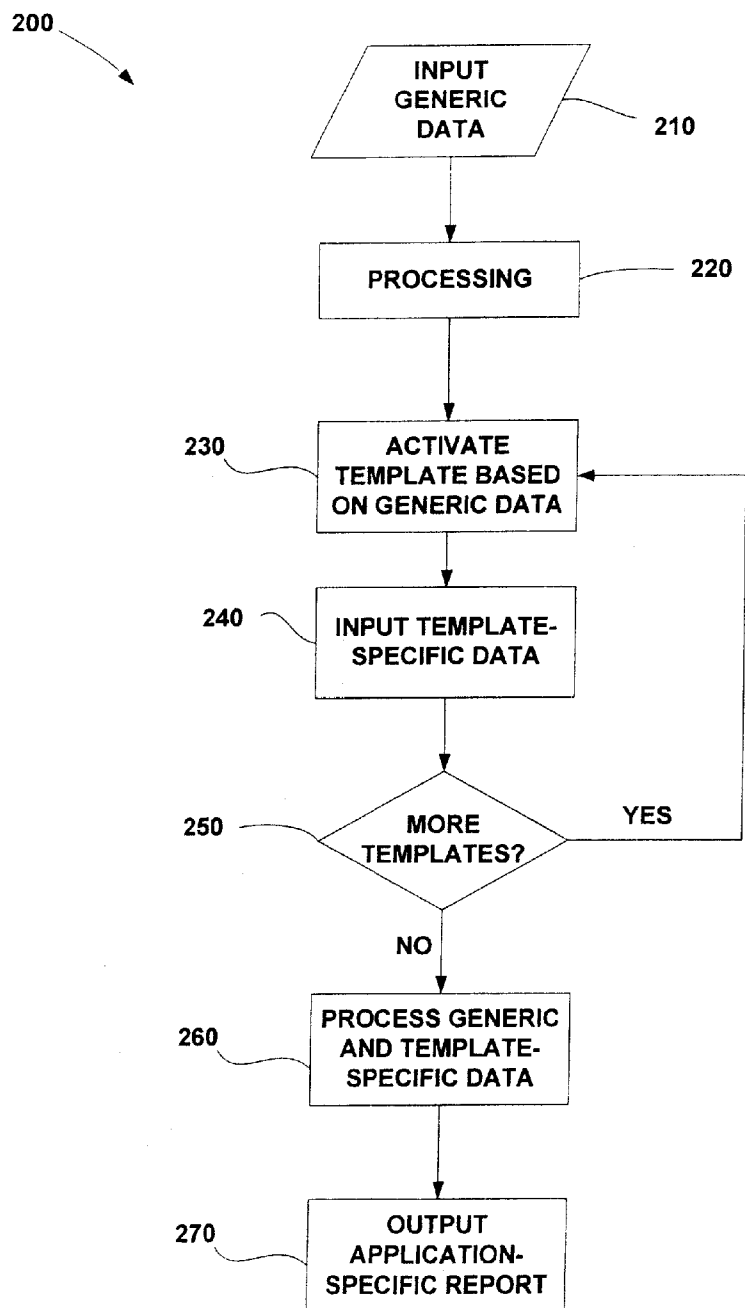 200
INPUT
GENERIC
DATA
210
PROCESSING
220
230
ACTIVATE
TEMPLATE BASED
ON GENERIC DATA
240
INPUT TEMPLATE-
SPECIFIC DATA
250
MORE
TEMPLATES?
YES
NO
260
PROCESS GENERIC
AND TEMPLATE-
SPECIFIC DATA
270
OUTPUT
APPLICATION-
SPECIFIC REPORT